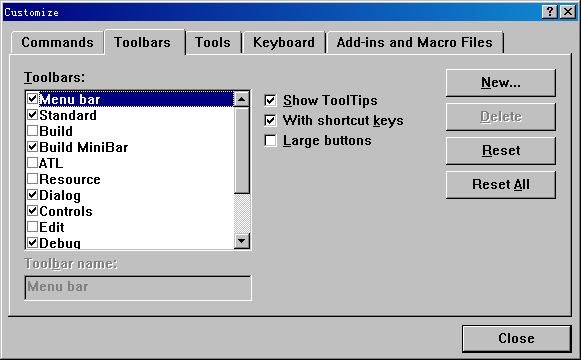 Customize
Commands
Toolbars
Tools
Keyboard
Add-ins and Macro Files
Toolbars:
Menu bar
Standard
Build
Build MiniBar
ATL
Resource
Dialog
Controls
Edit
Debug
Toolbar name:
Menu bar
Show ToolTips
With shortcut keys
Large buttons
New...
Delete
Reset
Reset All
Close